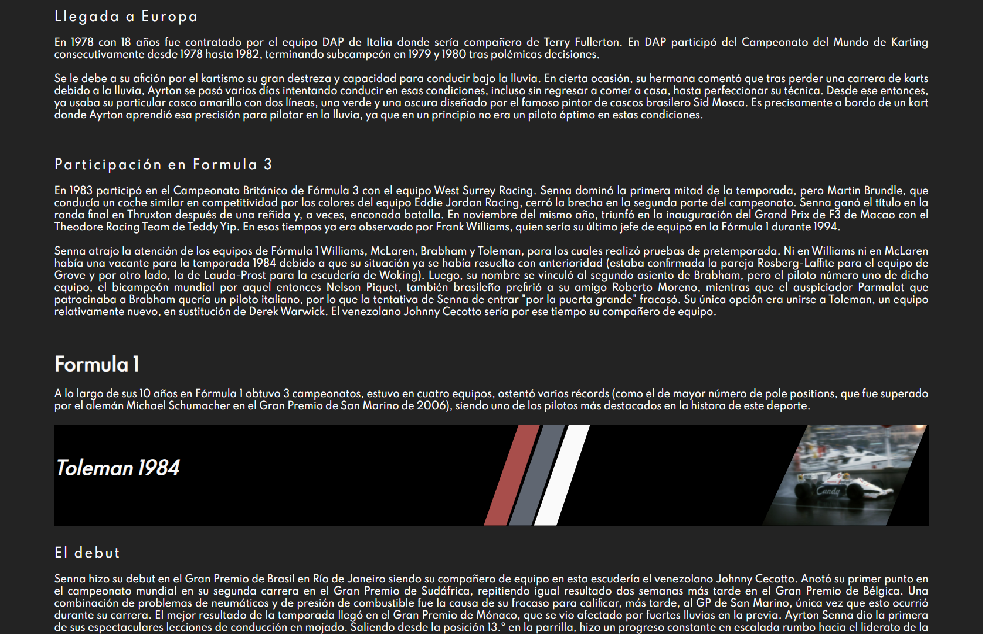 Llegada a Europa
En 1978 con 18 años fue contratado por el equipo DAP de Italia donde sería compañero de Terry Fullerton. En DAP participó del Campeonato del Mundo de Karting
consecutivamente desde 1978 hasta 1982, terminando subcampeón en 1979 y 1980 tras polémicas decisiones.
Se le debe a su afición por el kartismo su gran destreza y capacidad para conducir bajo la lluvia. En cierta ocasión, su hermana comentó que tras perder una carrera de karts
debido a la lluvia, Ayrton se pasó varios días intentando conducir en esas condiciones, incluso sin regresar a comer a casa, hasta perfeccionar su técnica. Desde ese entonces,
ya usaba su particular casco amarillo con dos líneas, una verde y una oscura diseñado por el famoso pintor de cascos brasilero Sid Mosca. Es precisamente a bordo de un kart
donde Ayrton aprendió esa precisión para pilotar en la lluvia, ya que en un principio no era un piloto óptimo en estas condiciones.
Participación en Formula 3
En 1983 participó en el Campeonato Británico de Fórmula 3 con el equipo West Surrey Racing. Senna dominó la primera mitad de la temporada, pero Martin Brundle, que
conducía un coche similar en competitividad por los colores del equipo Eddie Jordan Racing, cerró la brecha en la segunda parte del campeonato. Senna ganó el título en la
ronda final en Thruxton después de una reñida y, a veces, enconada batalla. En noviembre del mismo año, triunfó en la inauguración del Grand Prix de F3 de Macao con el
Theodore Racing Team de Teddy Yip. En esos tiempos ya era observado por Frank Williams, quien sería su último jefe de equipo en la Fórmula 1 durante 1994.
Senna atrajo la atención de los equipos de Fórmula 1 Williams, McLaren, Brabham y Toleman, para los cuales realizó pruebas de pretemporada. Ni en Williams ni en McLaren
había una vacante para la temporada 1984 debido a que su situación ya se había resuelto con anterioridad (estaba confirmada la pareja Rosberg-Laffite para el equipo de
Grove y por otro lado, la de Lauda-Prost para la escudería de Woking). Luego, su nombre se vinculó al segundo asiento de Brabham, pero el piloto número uno de dicho
equipo, el bicampeón mundial por aquel entonces Nelson Piquet, también brasileño prefirió a su amigo Roberto Moreno, mientras que el auspiciador Parmalat que
patrocinaba a Brabham quería un piloto italiano, por lo que la tentativa de Senna de entrar "por la puerta grande" fracasó. Su única opción era unirse a Toleman, un equipo
relativamente nuevo, en sustitución de Derek Warwick. El venezolano Johnny Cecotto sería por ese tiempo su compañero de equipo.
Formula 1
A lo largo de sus 10 años en Fórmula 1 obtuvo 3 campeonatos, estuvo en cuatro equipos, ostentó varios récords (como el de mayor número de pole positions, que fue superado
por el alemán Michael Schumacher en el Gran Premio de San Marino de 2006), siendo uno de los pilotos más destacados en la histora de este deporte.
Toleman 1984
Candy
El debut
Senna hizo su debut en el Gran Premio de Brasil en Río de Janeiro siendo su compañero de equipo en esta escudería el venezolano Johnny Cecotto. Anotó su primer punto en
el campeonato mundial en su segunda carrera en el Gran Premio de Sudáfrica, repitiendo igual resultado dos semanas más tarde en el Gran Premio de Bélgica. Una
combinación de problemas de neumáticos y de presión de combustible fue la causa de su fracaso para calificar, más tarde, al GP de San Marino, única vez que esto ocurrió
durante su carrera. El mejor resultado de la temporada llegó en el Gran Premio de Mónaco, que se vio afectado por fuertes lluvias en la previa. Ayrton Senna dio la primera
de sus espectaculares lecciones de conducción en mojado. Saliendo desde la posición 13.º en la parrilla, hizo un progreso constante en escalada rumbo hacia el liderato de la